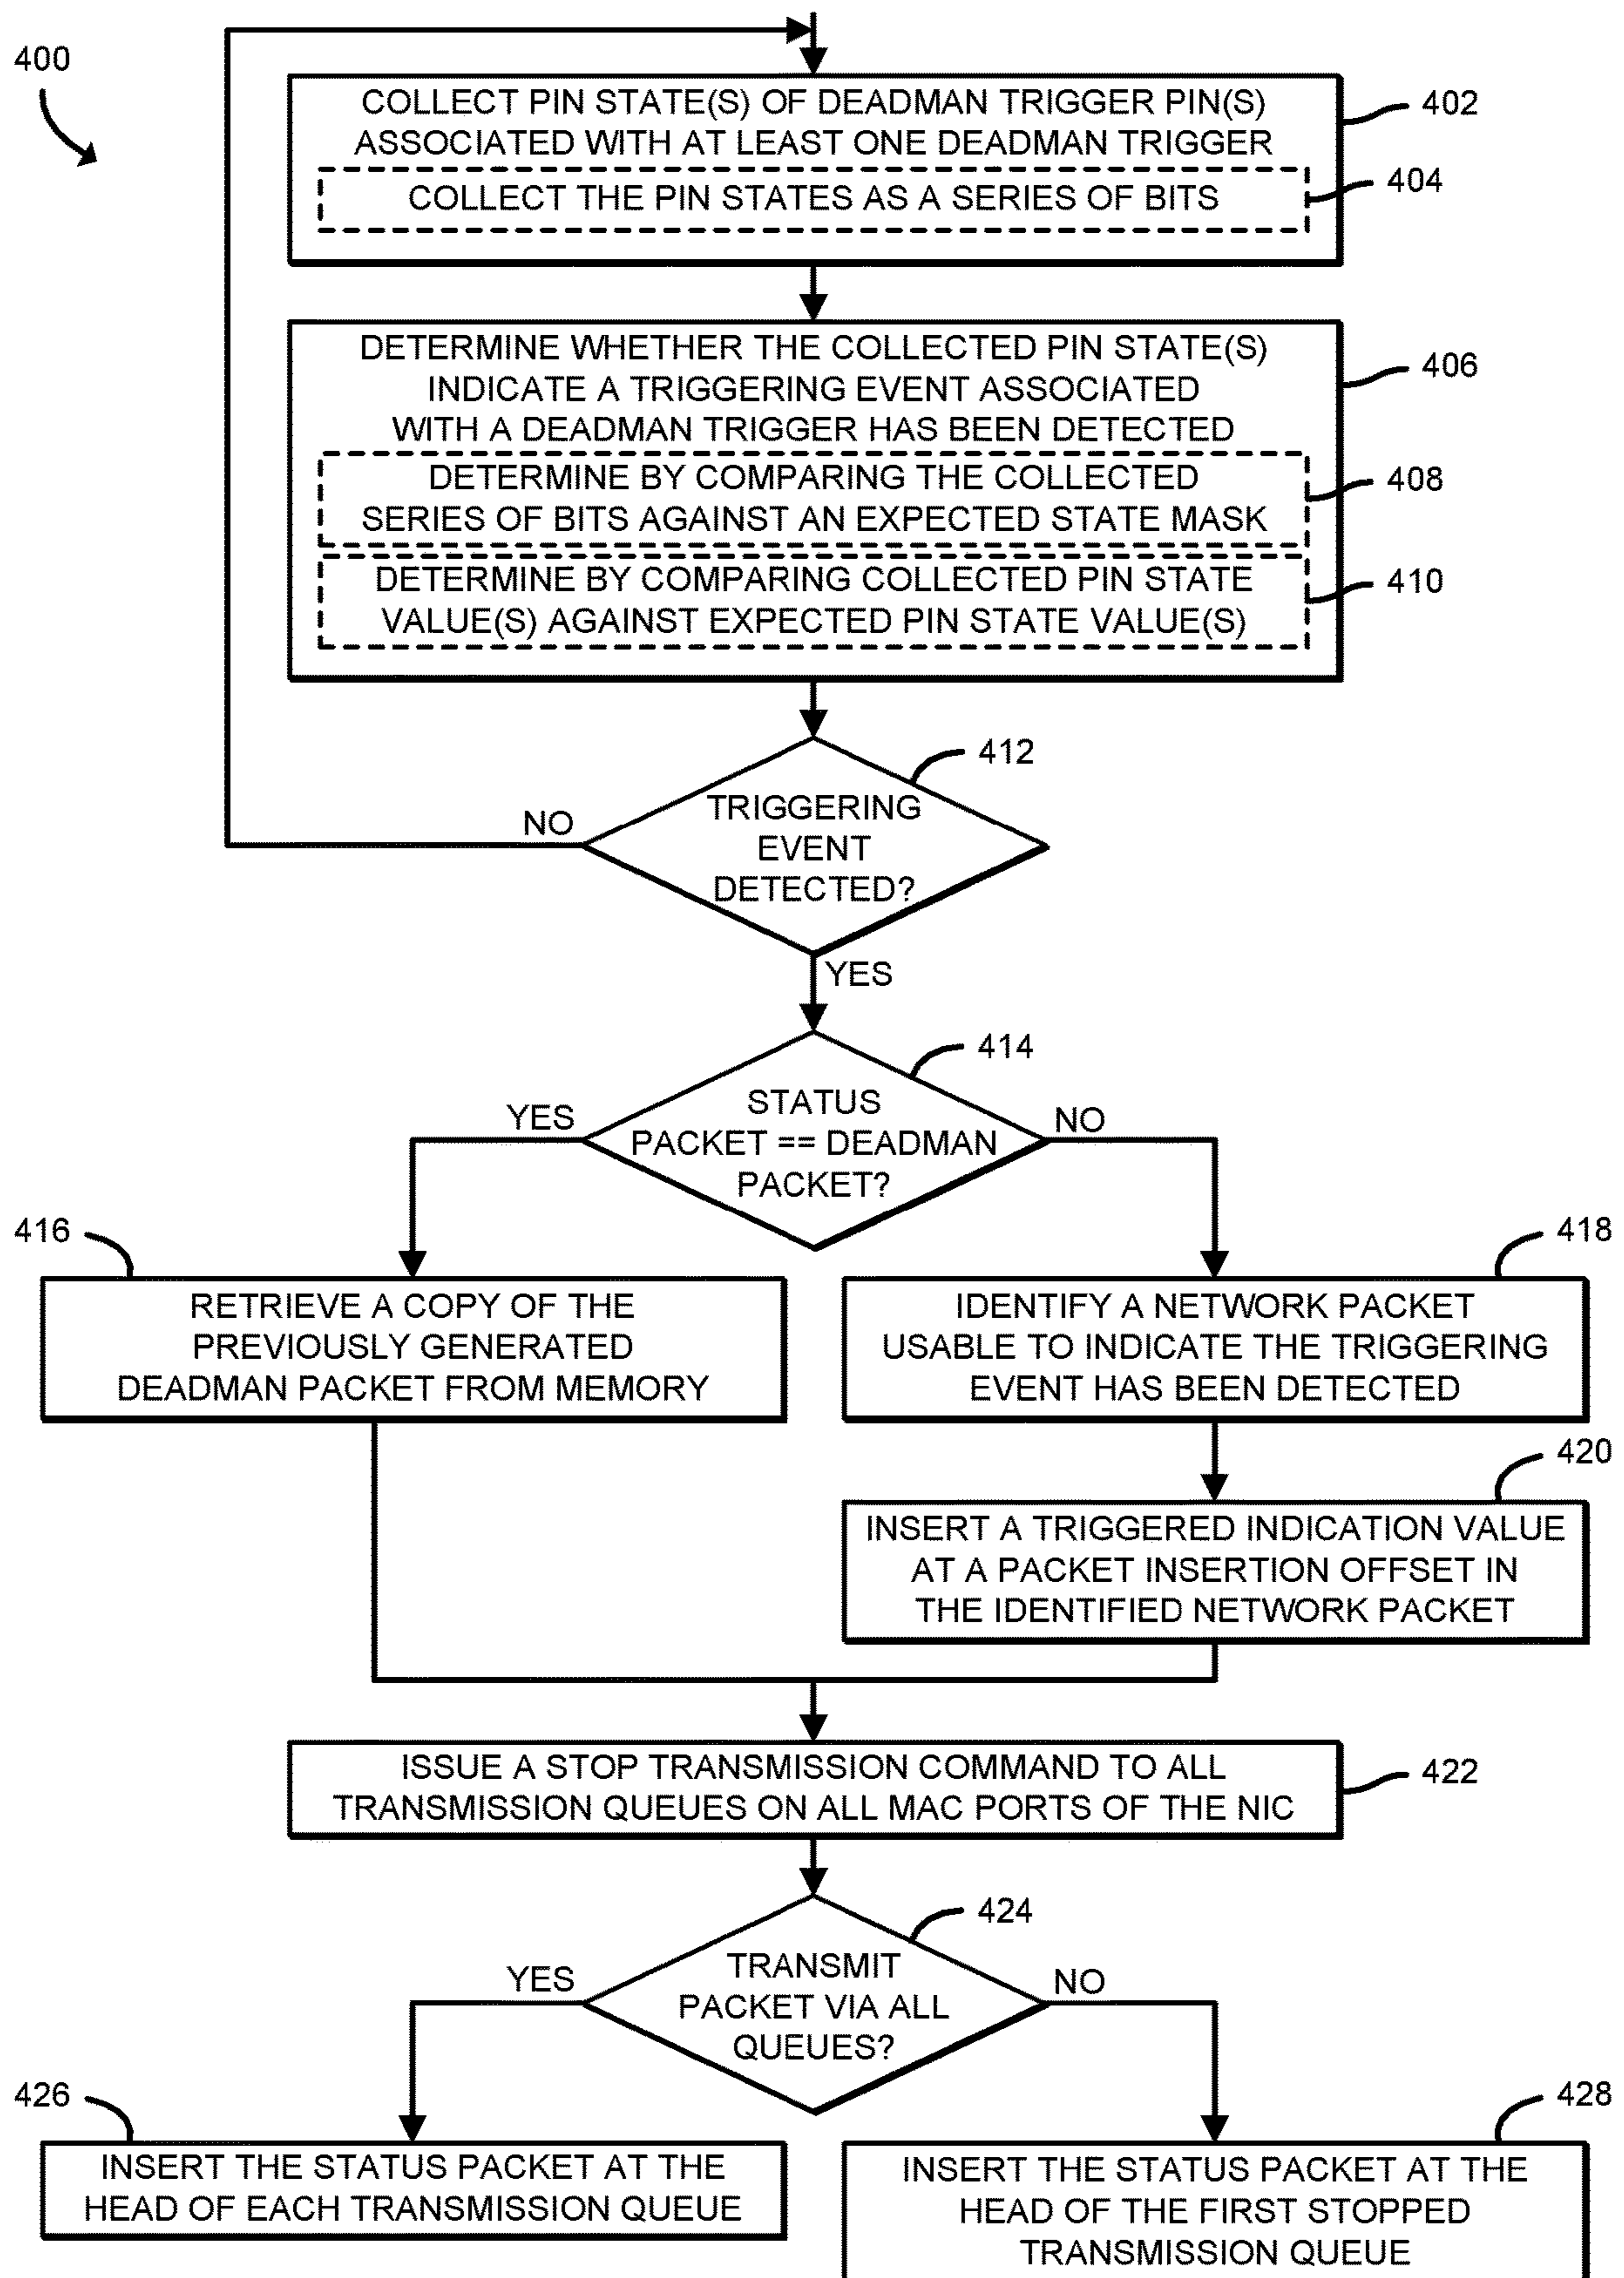 400
COLLECT PIN STATE(S) OF DEADMAN TRIGGER PIN(S)
ASSOCIATED WITH AT LEAST ONE DEADMAN TRIGGER
402
COLLECT THE PIN STATES AS A SERIES OF BITS
404
DETERMINE WHETHER THE COLLECTED PIN STATE(S)
INDICATE A TRIGGERING EVENT ASSOCIATED
WITH A DEADMAN TRIGGER HAS BEEN DETECTED
406
DETERMINE BY COMPARING THE COLLECTED
SERIES OF BITS AGAINST AN EXPECTED STATE MASK
408
DETERMINE BY COMPARING COLLECTED PIN STATE
VALUE(S) AGAINST EXPECTED PIN STATE VALUE(S)
410
412
TRIGGERING
EVENT
DETECTED?
NO
YES
414
STATUS
PACKET == DEADMAN
PACKET?
YES
NO
416
RETRIEVE A COPY OF THE
PREVIOUSLY GENERATED
DEADMAN PACKET FROM MEMORY
418
IDENTIFY A NETWORK PACKET
USABLE TO INDICATE THE TRIGGERING
EVENT HAS BEEN DETECTED
420
INSERT A TRIGGERED INDICATION VALUE
AT A PACKET INSERTION OFFSET IN
THE IDENTIFIED NETWORK PACKET
ISSUE A STOP TRANSMISSION COMMAND TO ALL
TRANSMISSION QUEUES ON ALL MAC PORTS OF THE NIC
422
424
TRANSMIT
PACKET VIA ALL
QUEUES?
YES
NO
426
INSERT THE STATUS PACKET AT THE
HEAD OF EACH TRANSMISSION QUEUE
428
INSERT THE STATUS PACKET AT THE
HEAD OF THE FIRST STOPPED
TRANSMISSION QUEUE